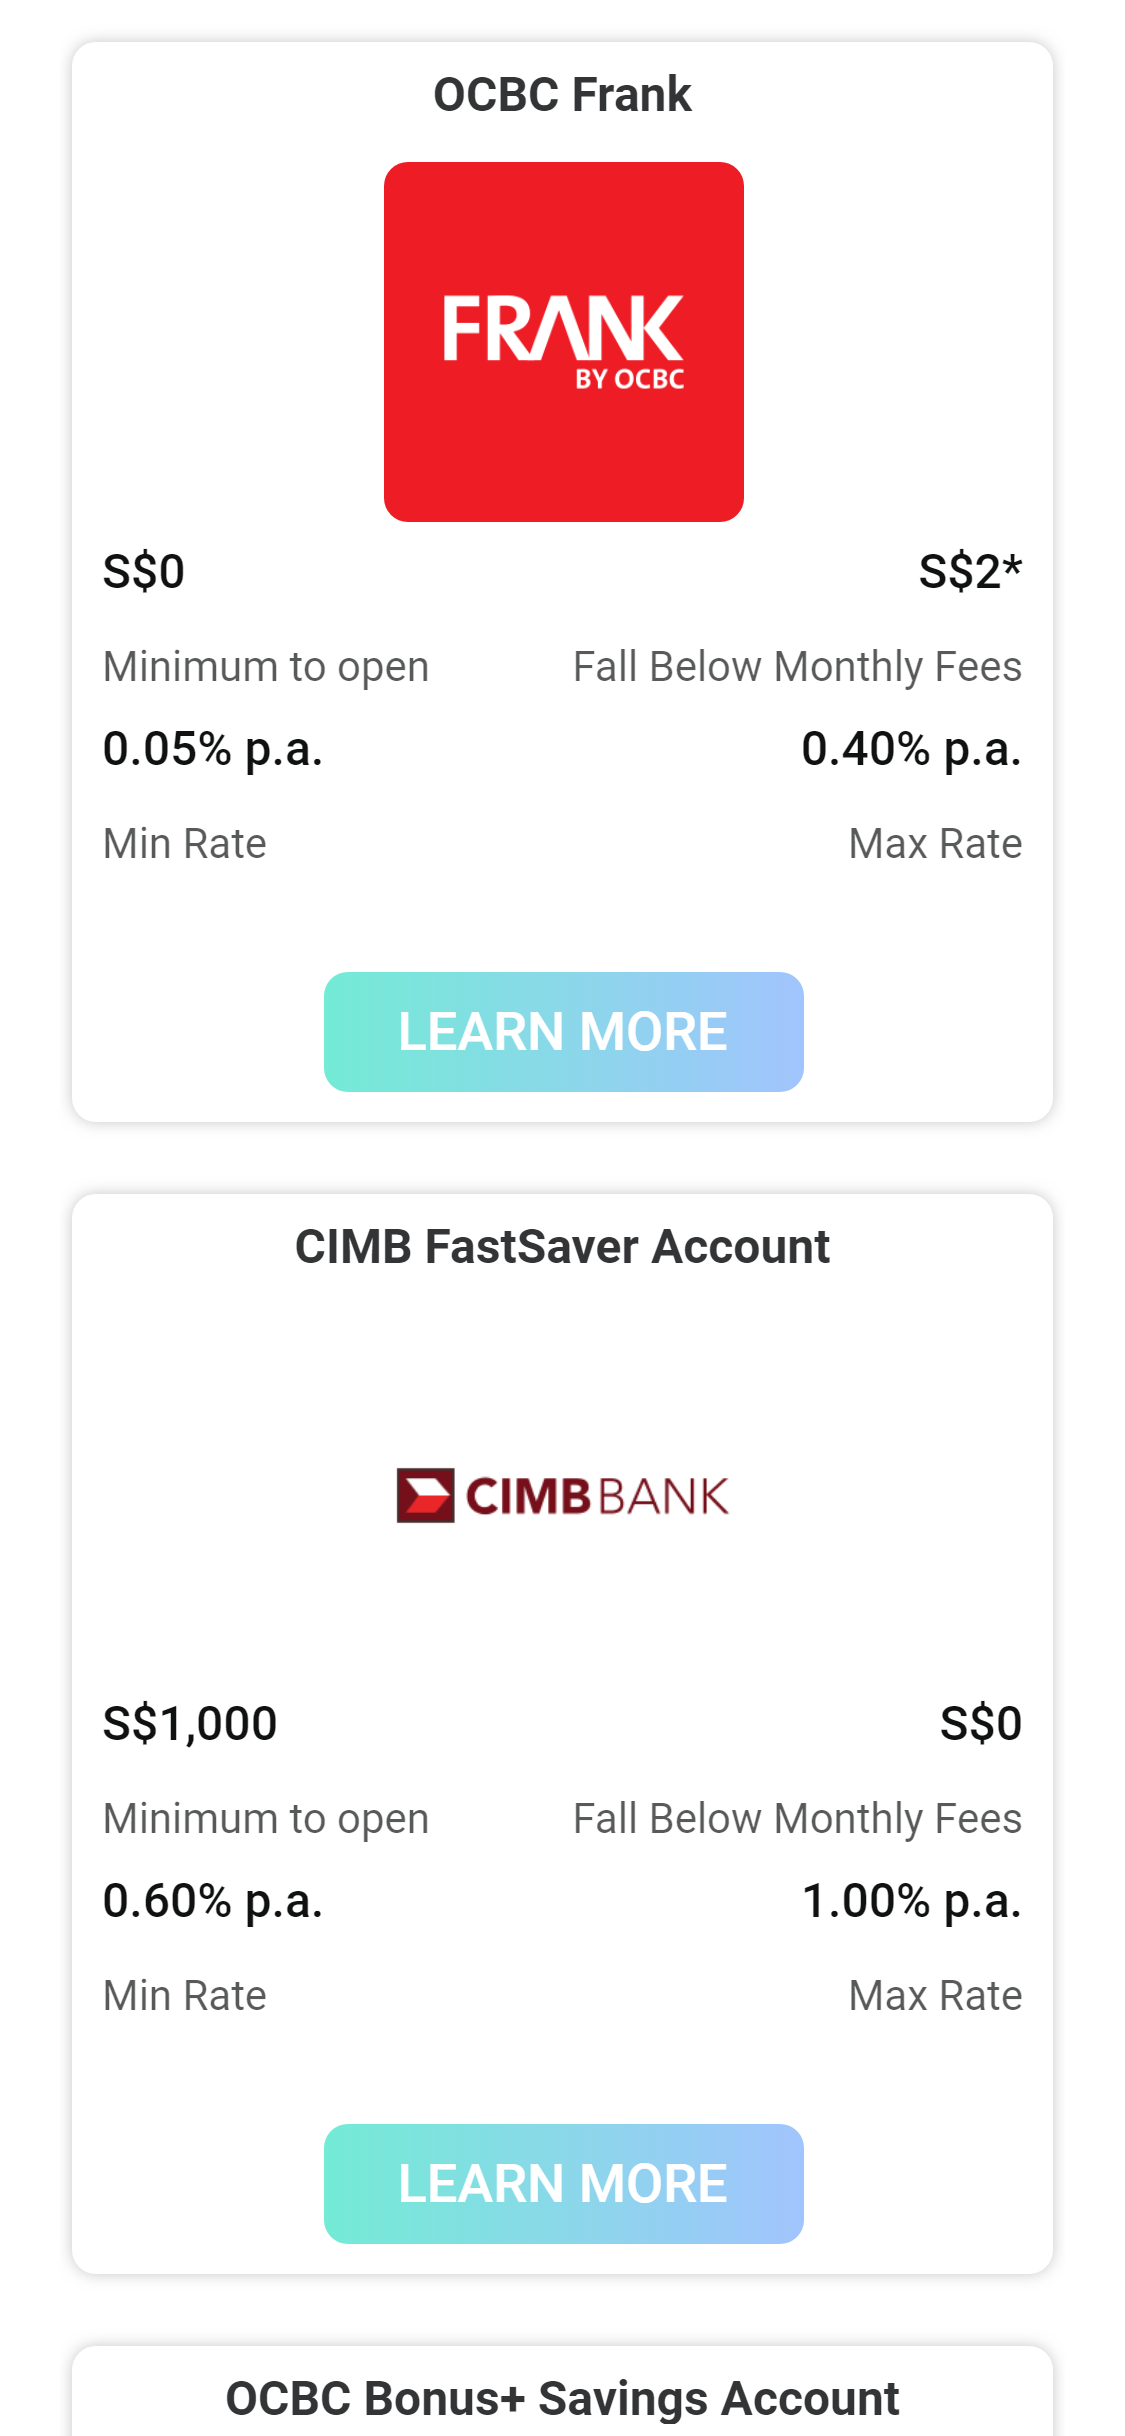 OCBC Frank
FRANK
BY OCBC
S$0 S$2*
Minimum to open Fall Below Monthly Fees
0.05% p.a. 0.40% p.a.
Min Rate Max Rate
LEARN MORE
CIMB FastSaver Account
CIMB BANK
S$1,000 S$0
Minimum to open Fall Below Monthly Fees
0.60% p.a. 1.00% p.a.
Min Rate Max Rate
LEARN MORE
OCBC Bonus+ Savings Account